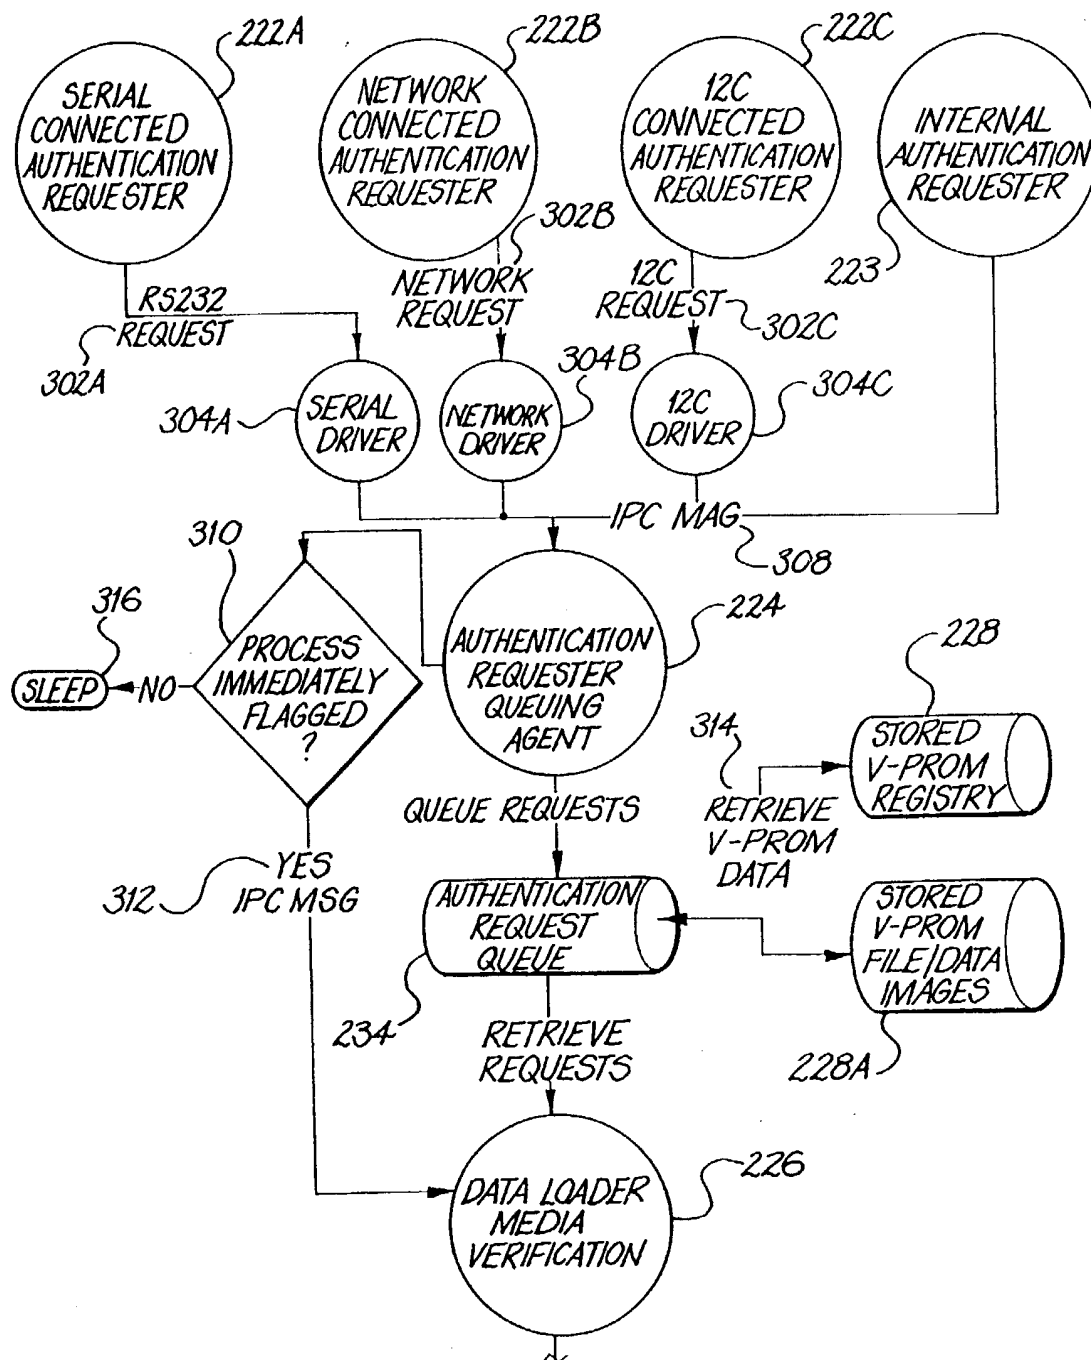 222A
222B
222C
SERIAL
CONNECTED
AUTHENTICATION
REQUESTER
NETWORK
CONNECTED
AUTHENTICATION
REQUESTER
12C
CONNECTED
AUTHENTICATION
REQUESTER
INTERNAL
AUTHENTICATION
REQUESTER
223
RS232
REQUEST
302A
NETWORK
REQUEST
302B
12C
REQUEST
302C
304A
SERIAL
DRIVER
NETWORK
DRIVER
304B
12C
DRIVER
304C
IPC MAG
308
310
316
SLEEP
NO
PROCESS
IMMEDIATELY
FLAGGED
?
AUTHENTICATION
REQUESTER
QUEUING
AGENT
224
228
STORED
V-PROM
REGISTRY
314
RETRIEVE
V-PROM
DATA
QUEUE REQUESTS
312
YES
IPC MSG
AUTHENTICATION
REQUEST
QUEUE
234
STORED
V-PROM
FILE/DATA
IMAGES
228A
RETRIEVE
REQUESTS
DATA LOADER
MEDIA
VERIFICATION
226